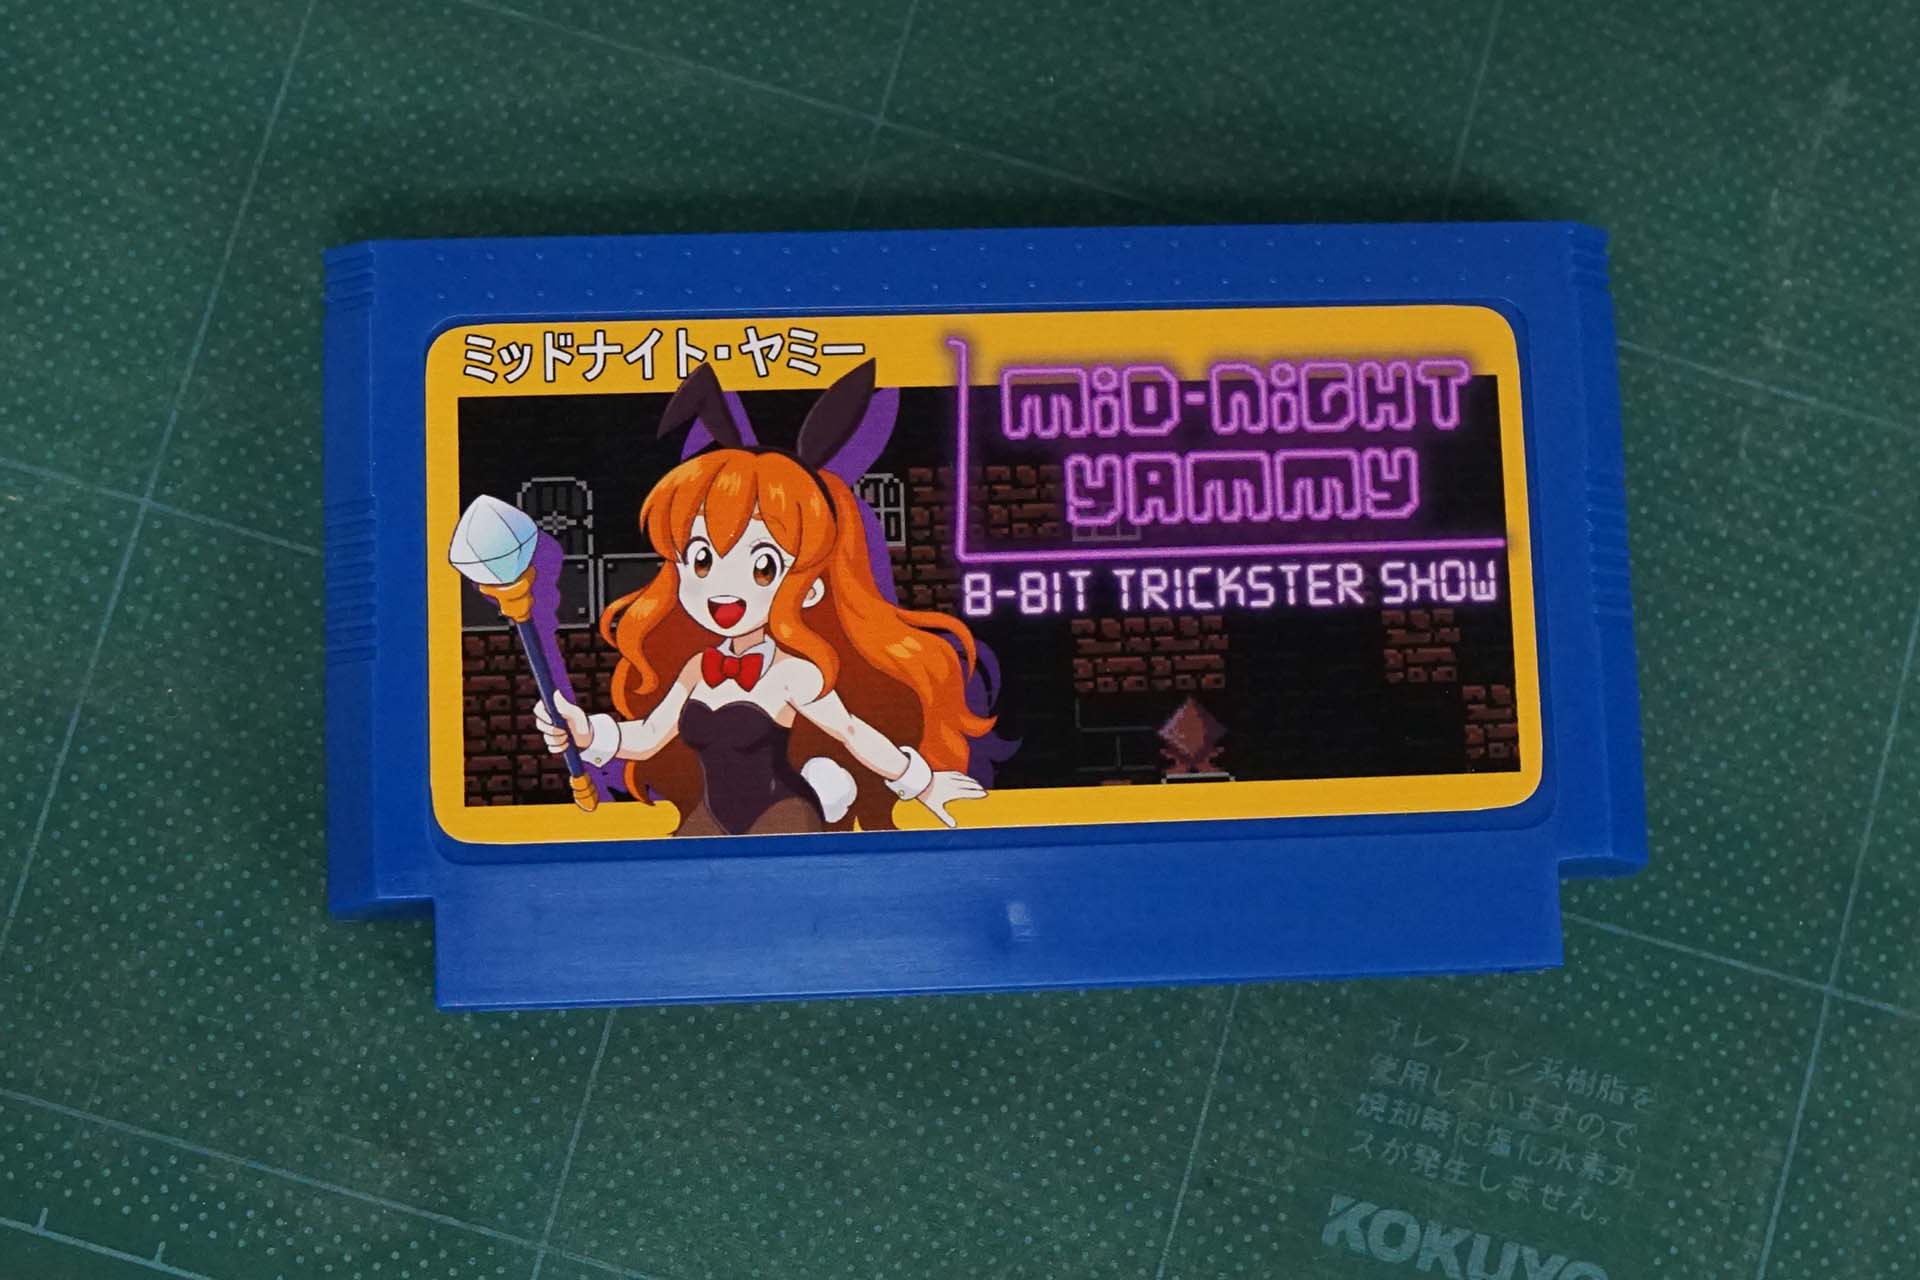 ミッドナイト・ヤミー
MID-NIGHT
YAMMY
8-BIT TRICKSTER SHOW
オレフィン系樹脂を
使用していますので、
焼却時に塩化水素ガ
スが発生しません。
KOKUYO